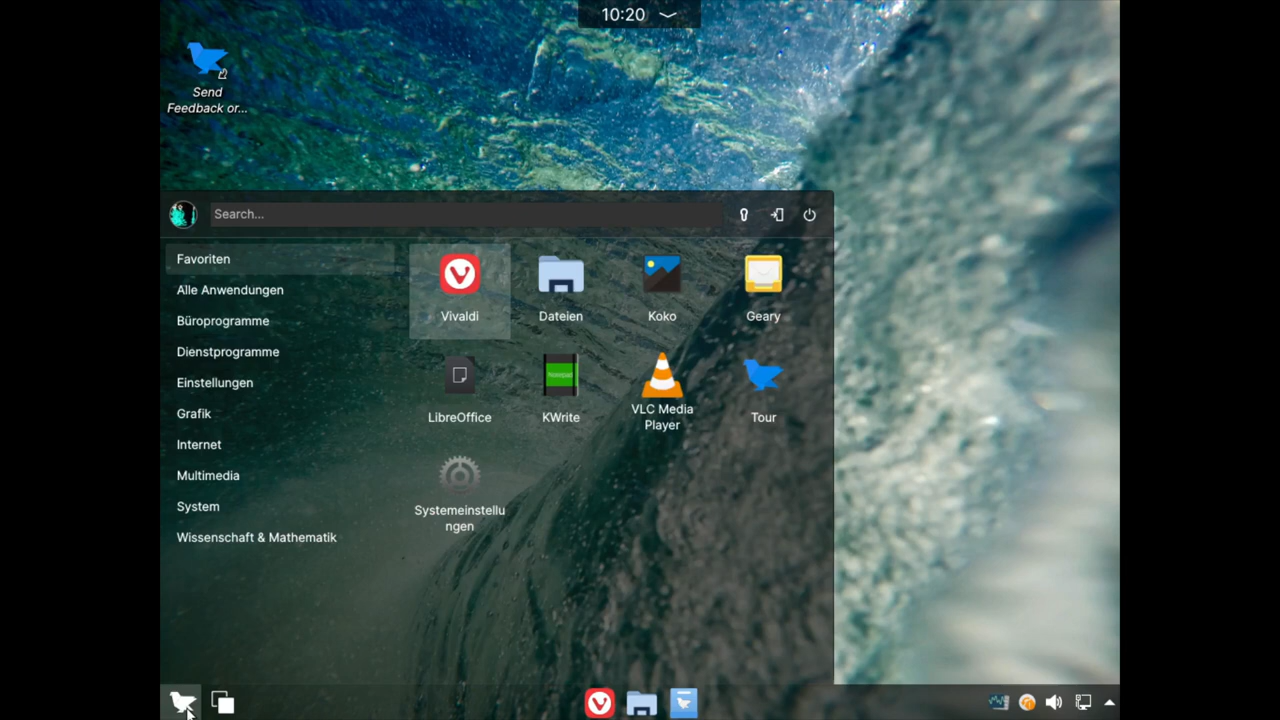 10:20
Send
Feedback or...
Search...
Favoriten
Alle Anwendungen
Büroprogramme
Dienstprogramme
Einstellungen
Grafik
Internet
Multimedia
System
Wissenschaft & Mathematik
Vivaldi
Dateien
Koko
Geary
LibreOffice
Notepad
KWrite
VLC Media
Player
Tour
Systemeinstellu
ngen